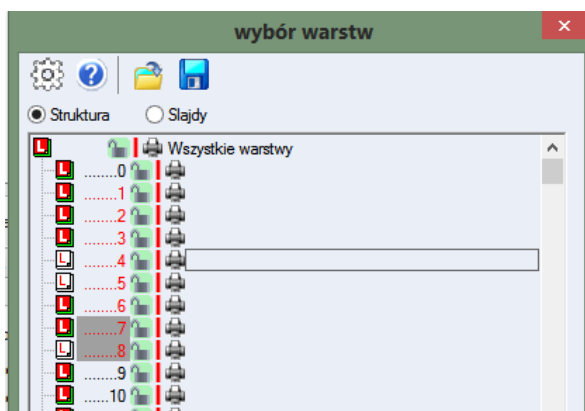 wybór warstw
Struktura Slajdy
L Wszystkie warstwy
L ........0
L ........1
L ........2
L ........3
L ........4
L ........5
L ........6
L ........7
L ........8
L ........9
L ......10